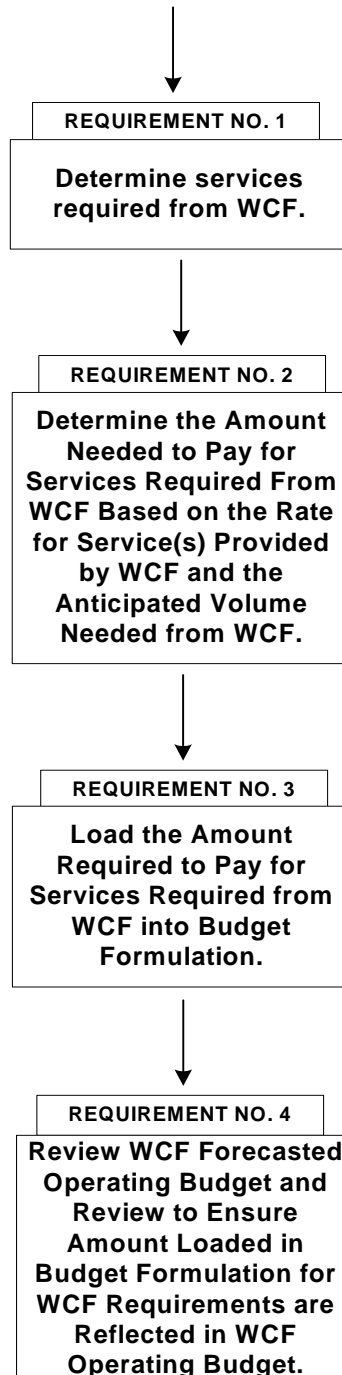 REQUIREMENT NO. 1
Determine services
required from WCF.
REQUIREMENT NO. 2
Determine the Amount
Needed to Pay for
Services Required From
WCF Based on the Rate
for Service(s) Provided
by WCF and the
Anticipated Volume
Needed from WCF.
REQUIREMENT NO. 3
Load the Amount
Required to Pay for
Services Required from
WCF into Budget
Formulation.
REQUIREMENT NO. 4
Review WCF Forecasted
Operating Budget and
Review to Ensure
Amount Loaded in
Budget Formulation for
WCF Requirements are
Reflected in WCF
Operating Budget.